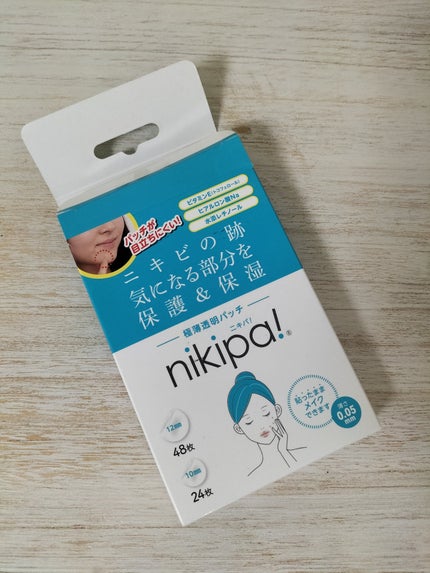 ビタミンE(トコフェロール)
ヒアルロン酸Na
水添レチノール
パッチが
目立ちにくい!
ニキビの跡
気になる部分を
保護&保湿
極薄透明パッチ
ニキパ!
nikipa!®
貼ったまま
メイク
できます
薄さ
0.05
mm
12mm
48枚
10mm
24枚